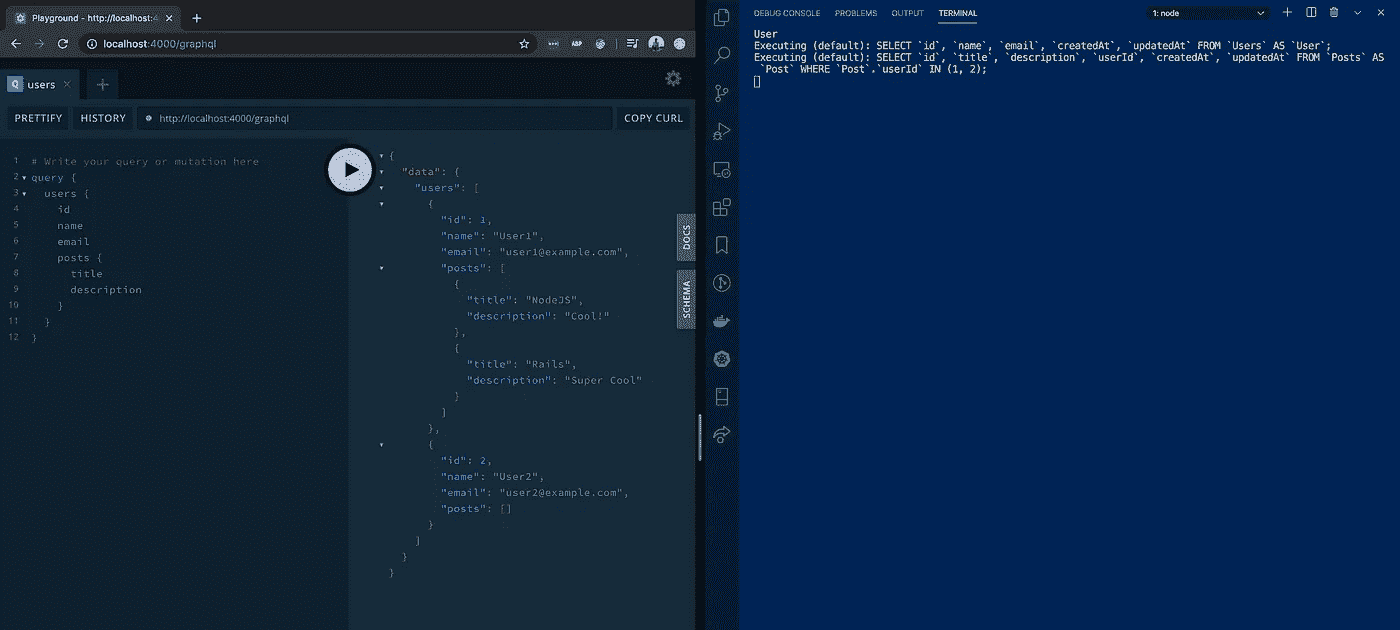 Playground - http://localhost:4
localhost:4000/graphql
ABP
Q users
PRETTIFY
HISTORY
http://localhost:4000/graphql
COPY CURL
1 # Write your query or mutation here
2 query {
3 users {
4 id
5 name
6 email
7 posts {
8 title
9 description
10 }
11 }
12 }
{
"data": {
"users": [
{
"id": 1,
"name": "User1",
"email": "user1@example.com",
"posts": [
{
"title": "NodeJS",
"description": "Cool!"
},
{
"title": "Rails",
"description": "Super Cool"
}
]
},
{
"id": 2,
"name": "User2",
"email": "user2@example.com",
"posts": []
}
]
}
}
DOCS
SCHEMA
DEBUG CONSOLE PROBLEMS OUTPUT TERMINAL
1: node
User
Executing (default): SELECT `id`, `name`, `email`, `createdAt`, `updatedAt` FROM `Users` AS `User`;
Executing (default): SELECT `id`, `title`, `description`, `userId`, `createdAt`, `updatedAt` FROM `Posts` AS
`Post` WHERE `Post`.`userId` IN (1, 2);